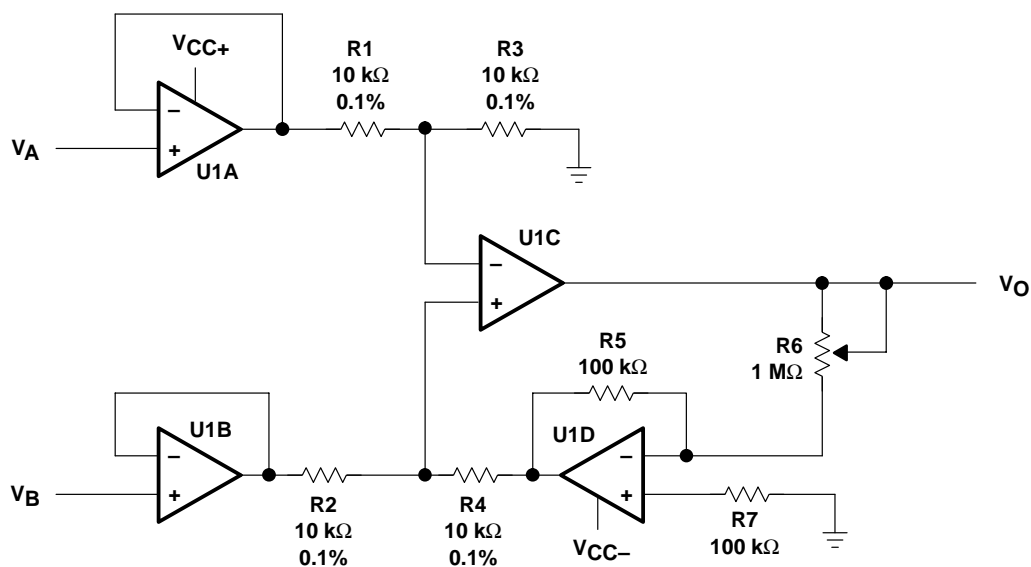 VCC+
R1
10 kΩ
0.1%
R3
10 kΩ
0.1%
−
+
VA
U1A
U1C
−
+
VO
R5
100 kΩ
R6
1 MΩ
U1B
−
+
VB
U1D
−
+
R2
10 kΩ
0.1%
R4
10 kΩ
0.1%
VCC−
R7
100 kΩ